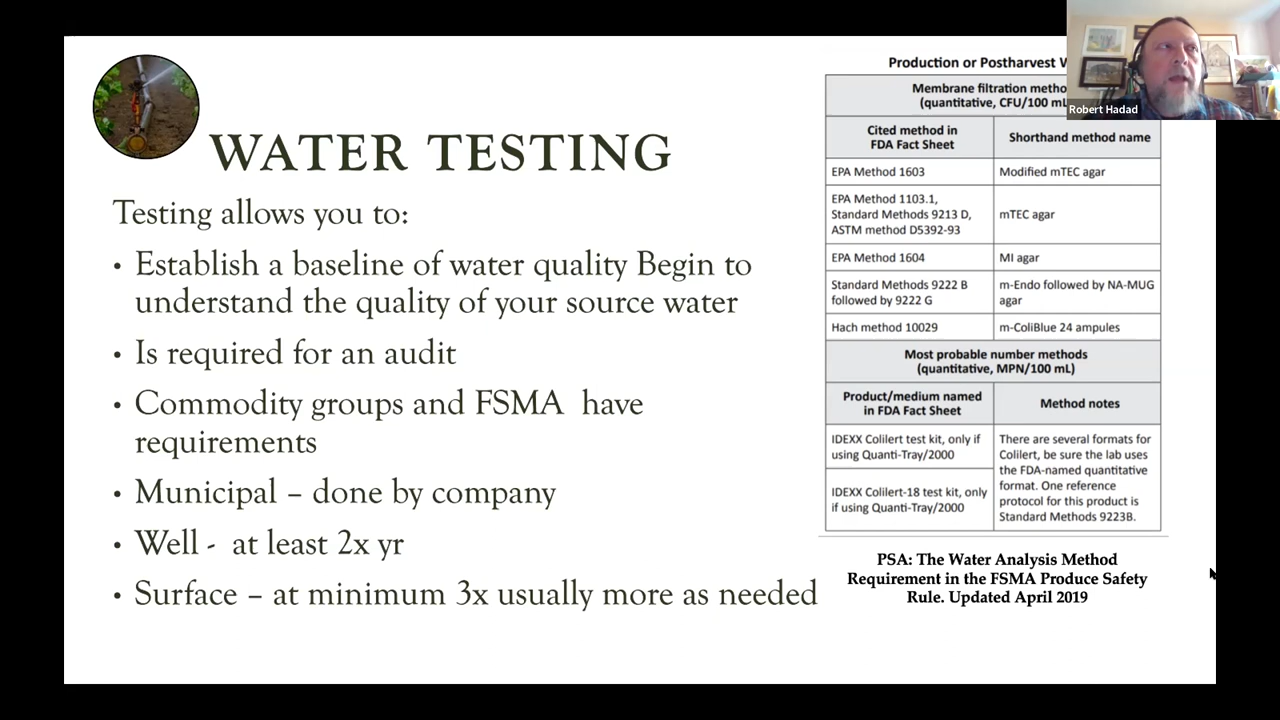 WATER TESTING
Testing allows you to:
• Establish a baseline of water quality Begin to
understand the quality of your source water
• Is required for an audit
• Commodity groups and FSMA have
requirements
• Municipal – done by company
• Well - at least 2x yr
• Surface – at minimum 3x usually more as needed
Production or Postharvest
Membrane filtration
(quantitative, CFU/100
Cited method in
FDA Fact Sheet
Shorthand method name
EPA Method 1603
Modified mTEC agar
EPA Method 1103.1,
Standard Methods 9213 D,
ASTM method D5392-93
mTEC agar
EPA Method 1604
MI agar
Standard Methods 9222 B
followed by 9222 G
m-Endo followed by NA-MUG
agar
Hach method 10029
m-ColiBlue 24 ampules
Most probable number methods
(quantitative, MPN/100 mL)
Product/medium named
in FDA Fact Sheet
Method notes
IDEXX Colilert test kit, only if
using Quanti-Tray/2000
IDEXX Colilert-18 test kit, only
if using Quanti-Tray/2000
There are several formats for
Colilert, be sure the lab uses
the FDA-named quantitative
format. One reference
protocol for this product is
Standard Methods 9223B.
PSA: The Water Analysis Method
Requirement in the FSMA Produce Safety
Rule. Updated April 2019
Robert Hadad